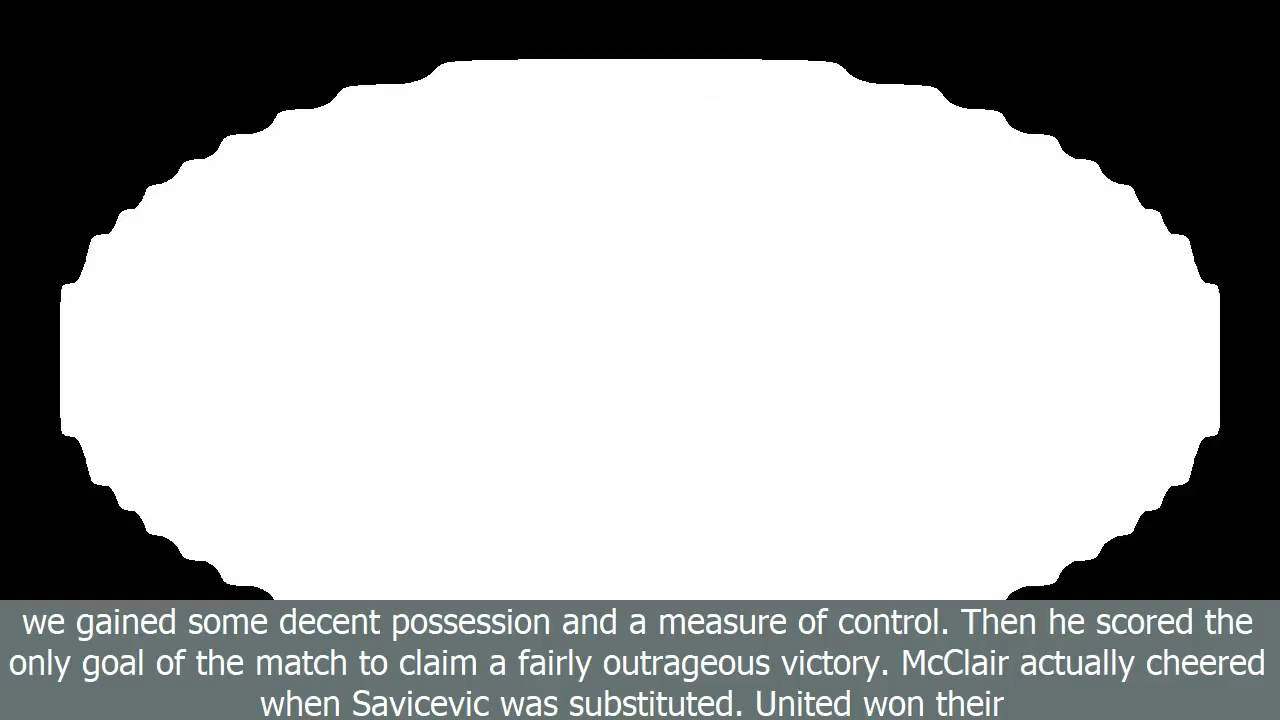 we gained some decent possession and a measure of control. Then he scored the
only goal of the match to claim a fairly outrageous victory. McClair actually cheered
when Savicevic was substituted. United won their